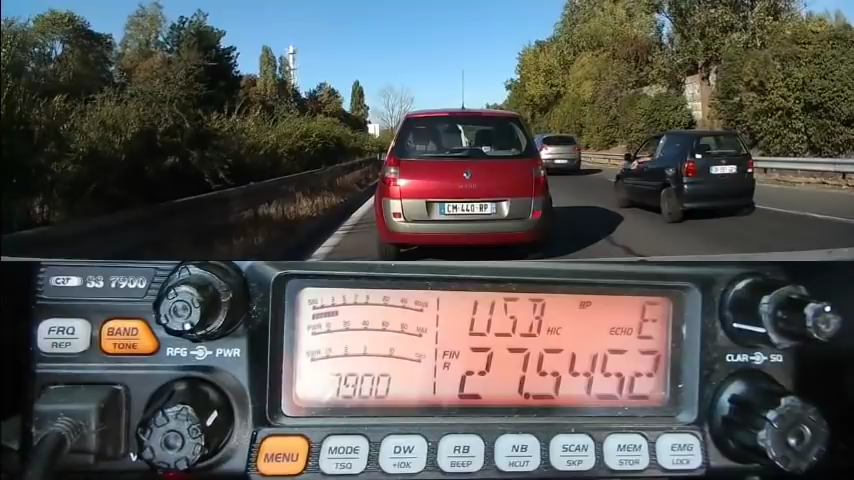 CM-440-RP
CRT SS 7900
FRQ
REP
BAND
TONE
RFG PWR
USB
BP
HIC
ECHO
E
FIN
R
27.5452
7900
CLAR SQ
MENU
MODE
TSQ
DW
+10K
RB
BEEP
NB
HCUT
SCAN
SKP
MEM
STOR
EMG
LOCK